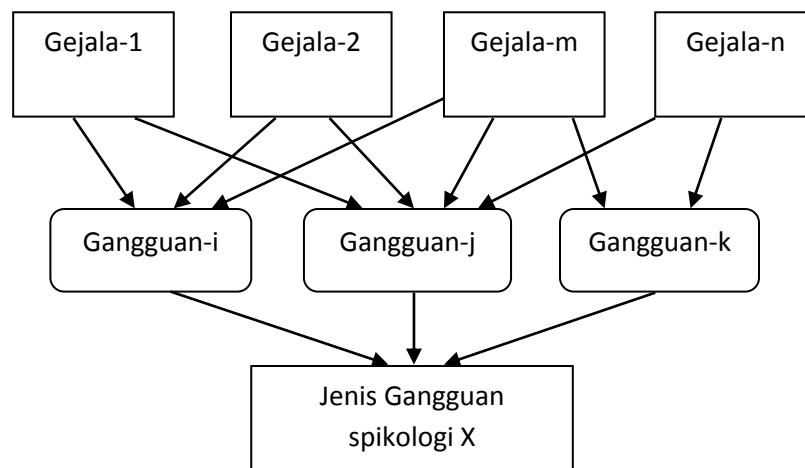 Gejala-1
Gejala-2
Gejala-m
Gejala-n
Gangguan-i
Gangguan-j
Gangguan-k
Jenis Gangguan
spikologi X